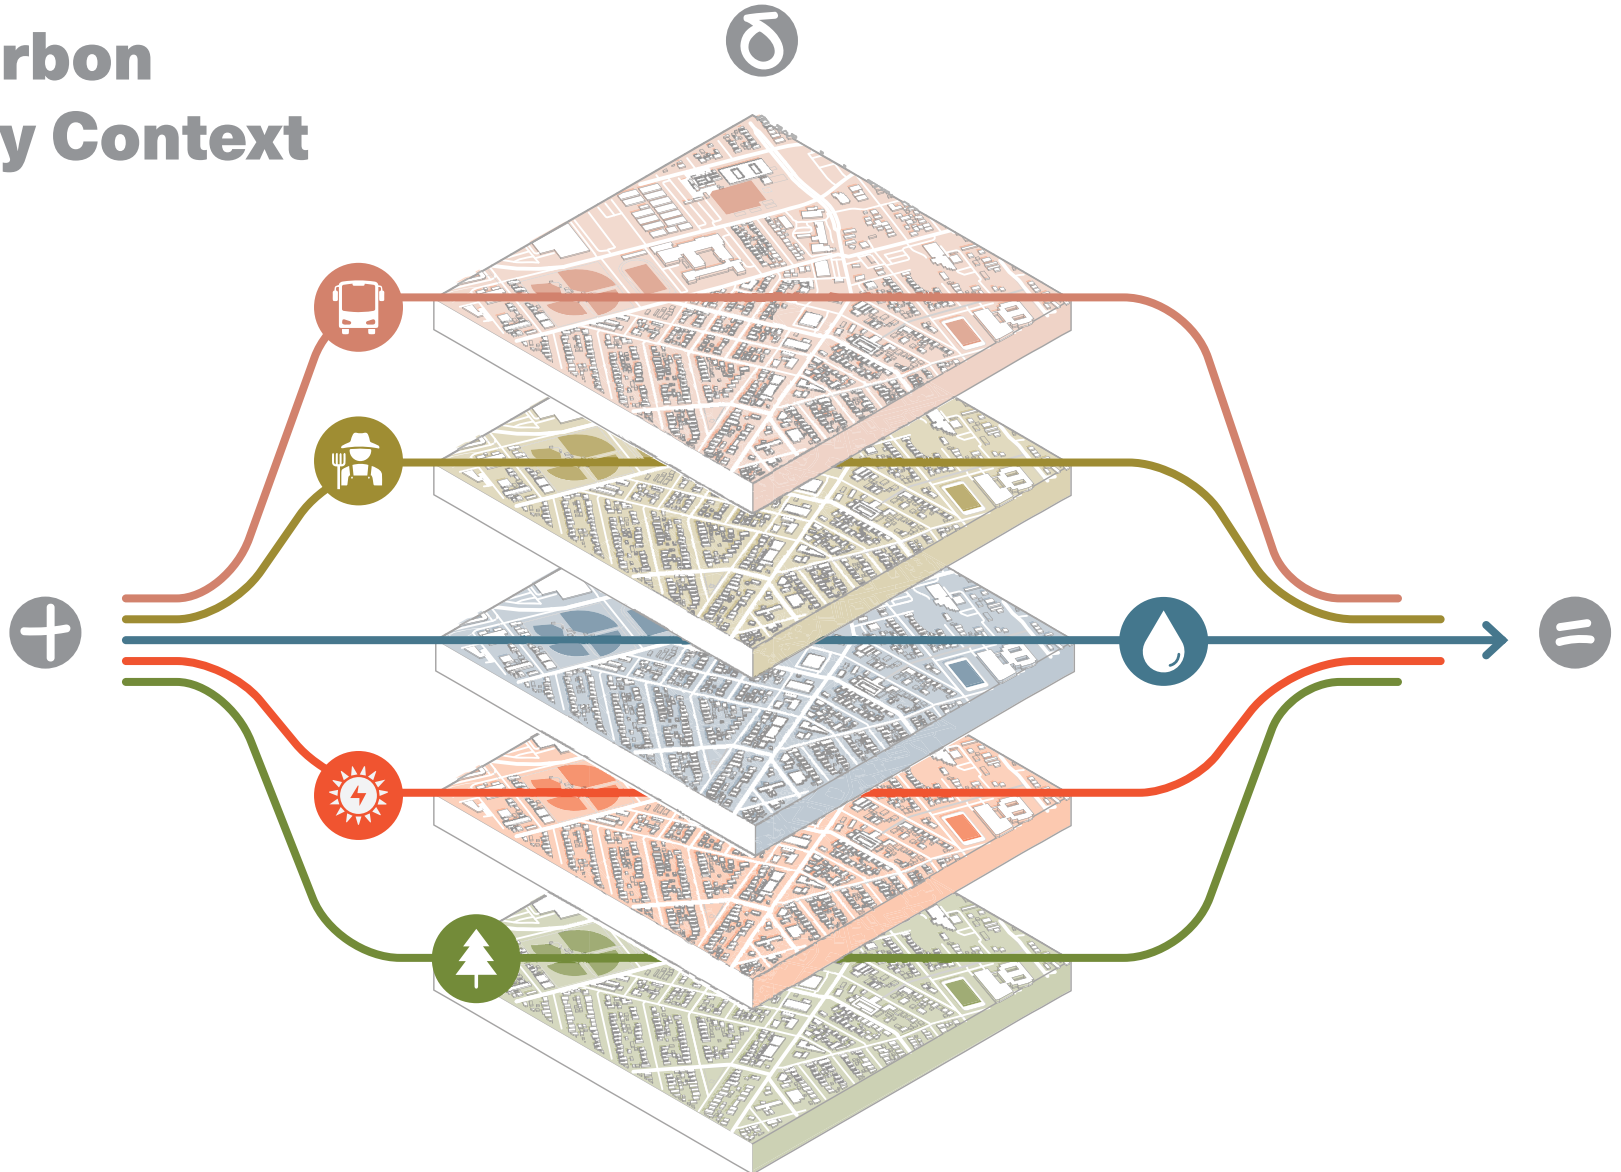 rbon
y Context
δ
+
=